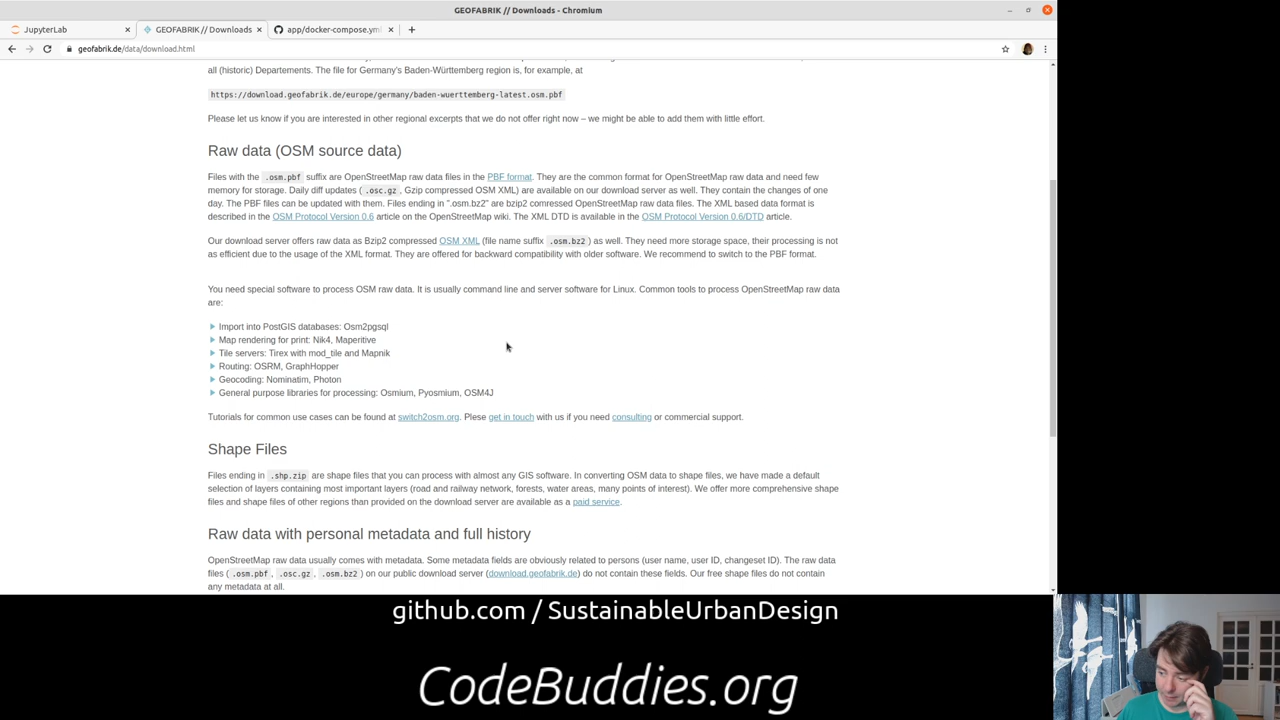 GEOFABRIK // Downloads - Chromium
JupyterLab
GEOFABRIK // Downloads
app/docker-compose.yml
geofabrik.de/data/download.html
all (historic) Departements. The file for Germany's Baden-Württemberg region is, for example, at
https://download.geofabrik.de/europe/germany/baden-wuerttemberg-latest.osm.pbf
Please let us know if you are interested in other regional excerpts that we do not offer right now – we might be able to add them with little effort.
Raw data (OSM source data)
Files with the .osm.pbf suffix are OpenStreetMap raw data files in the PBF format. They are the common format for OpenStreetMap raw data and need few
memory for storage. Daily diff updates (.osc.gz, Gzip compressed OSM XML) are available on our download server as well. They contain the changes of one
day. The PBF files can be updated with them. Files ending in ".osm.bz2" are bzip2 compressed OpenStreetMap raw data files. The XML based data format is
described in the OSM Protocol Version 0.6 article on the OpenStreetMap wiki. The XML DTD is available in the OSM Protocol Version 0.6/DTD article.
Our download server offers raw data as Bzip2 compressed OSM XML (file name suffix .osm.bz2) as well. They need more storage space, their processing is not
as efficient due to the usage of the XML format. They are offered for backward compatibility with older software. We recommend to switch to the PBF format.
You need special software to process OSM raw data. It is usually command line and server software for Linux. Common tools to process OpenStreetMap raw data
are:
Import into PostGIS databases: Osm2pgsql
Map rendering for print: Nik4, Maperitive
Tile servers: Tirex with mod_tile and Mapnik
Routing: OSRM, GraphHopper
Geocoding: Nominatim, Photon
General purpose libraries for processing: Osmium, Pyosmium, OSM4J
Tutorials for common use cases can be found at switch2osm.org. Plese get in touch with us if you need consulting or commercial support.
Shape Files
Files ending in .shp.zip are shape files that you can process with almost any GIS software. In converting OSM data to shape files, we have made a default
selection of layers containing most important layers (road and railway network, forests, water areas, many points of interest). We offer more comprehensive shape
files and shape files of other regions than provided on the download server are available as a paid service.
Raw data with personal metadata and full history
OpenStreetMap raw data usually comes with metadata. Some metadata fields are obviously related to persons (user name, user ID, changeset ID). The raw data
files (.osm.pbf, .osc.gz, .osm.bz2) on our public download server (download.geofabrik.de) do not contain these fields. Our free shape files do not contain
any metadata at all.
github.com / SustainableUrbanDesign
CodeBuddies.org